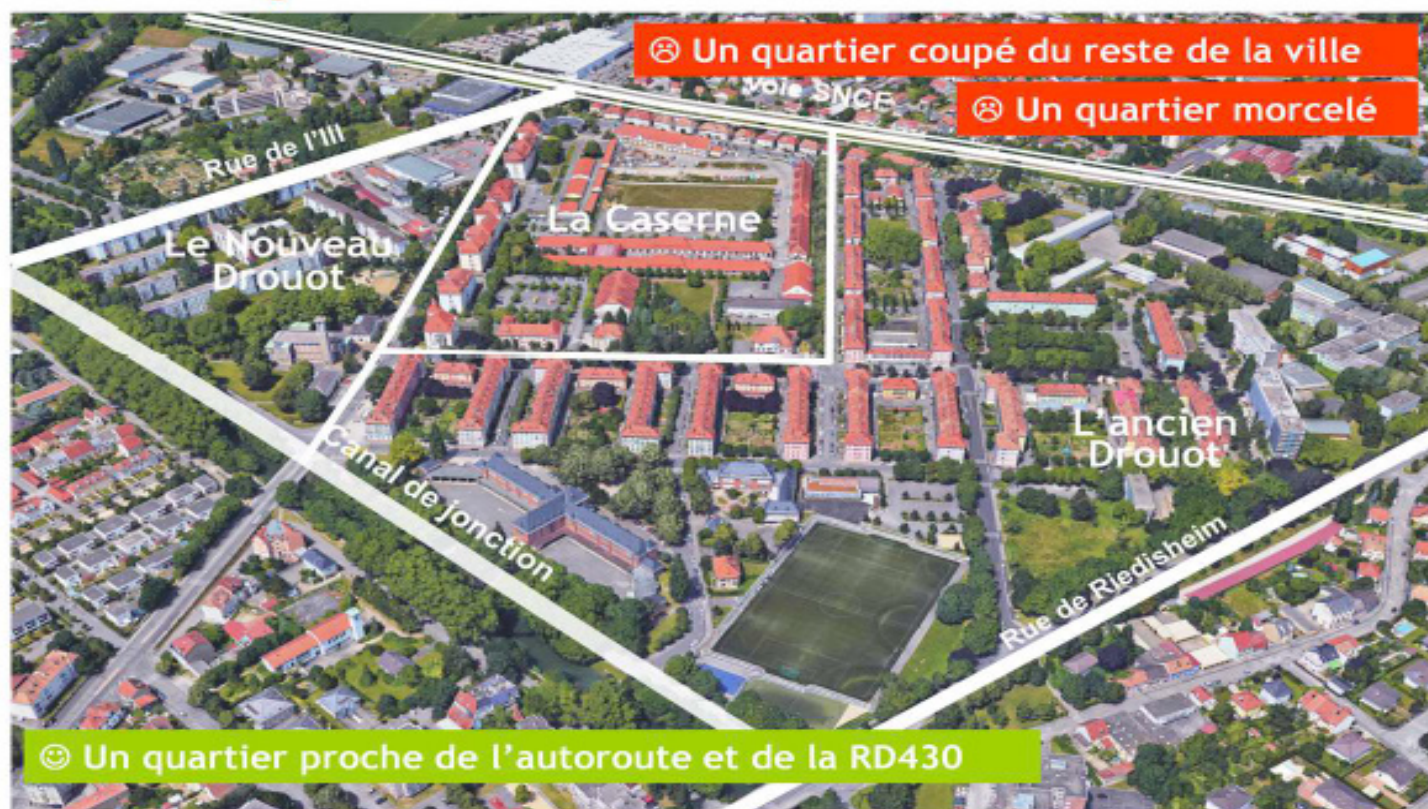 ☹ Un quartier coupé du reste de la ville
voie SNCF
☹ Un quartier morcelé
Rue de l'Ill
La Caserne
Le Nouveau
Drouot
L'ancien
Drouot
Canal de jonction
Rue de Riedisheim
☺ Un quartier proche de l'autoroute et de la RD430